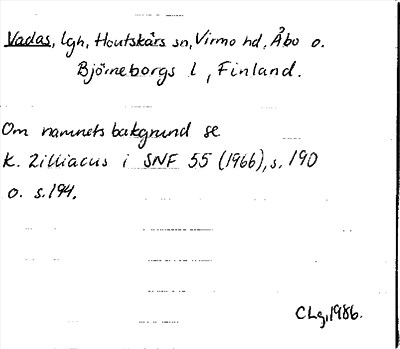 Vadas, lgh, Houtskärs sn, Virmo hd, Åbo o.
Björneborgs l, Finland.
Om namnets bakgrund se
K. Zilliacus i SNF 55 (1966), s. 190
o. s. 194.
CLg, 1986.